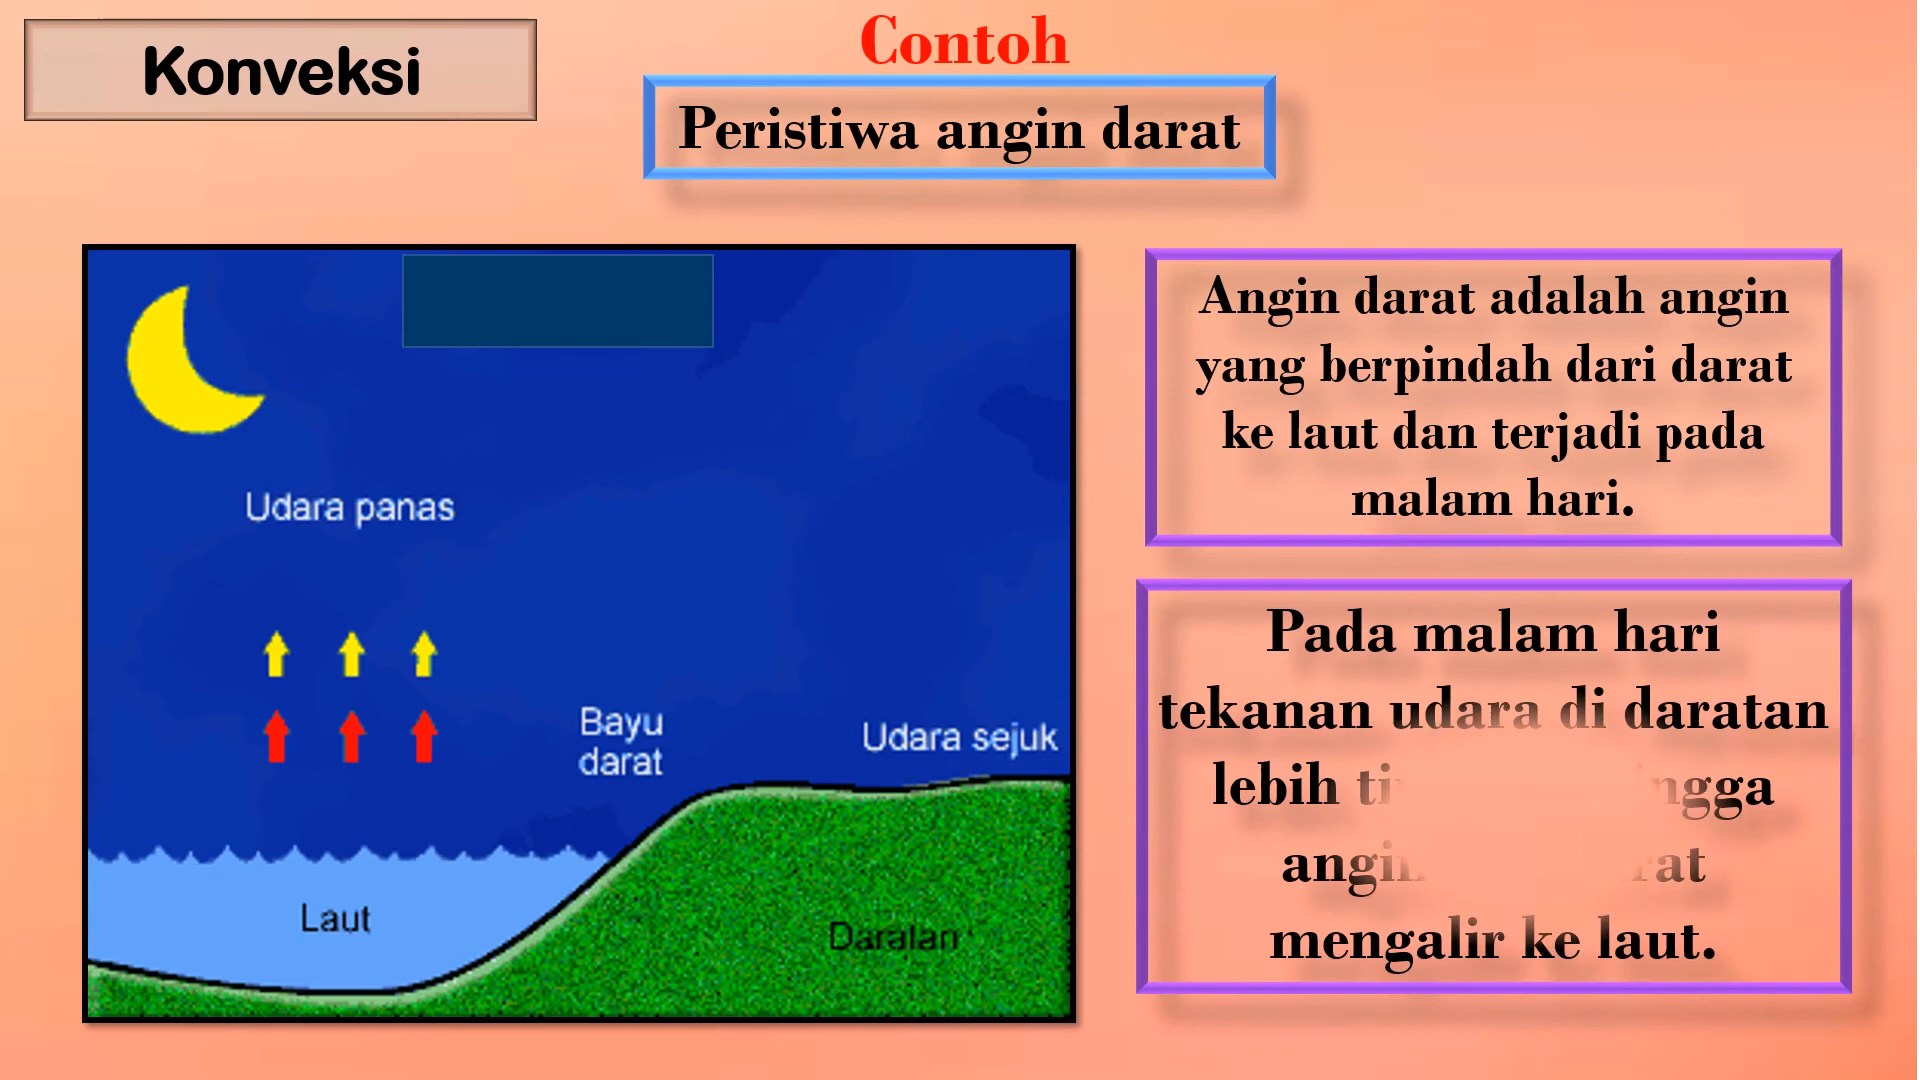 Konveksi
Contoh
Peristiwa angin darat
Udara panas
Bayu
darat
Udara sejuk
Laut
Daratan
Angin darat adalah angin
yang berpindah dari darat
ke laut dan terjadi pada
malam hari.
Pada malam hari
tekanan udara di daratan
lebih
mengalir ke laut.